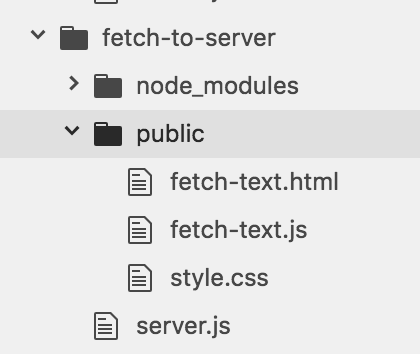 fetch-to-server
node_modules
public
fetch-text.html
fetch-text.js
style.css
server.js